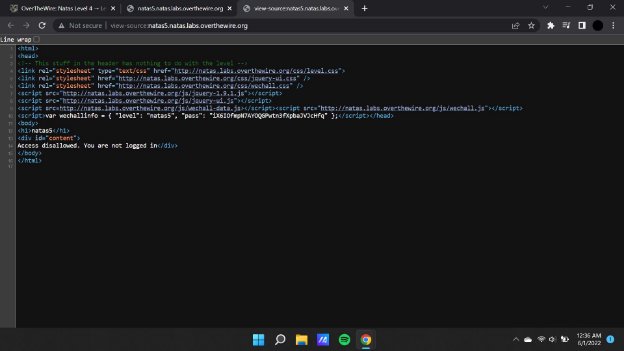 OverTheWire: Natas Level 4 → Le
natas5.natas.labs.overthewire.org
view-source:natas5.natas.labs.ove
Not secure | view-source:natas5.natas.labs.overthewire.org
Line wrap
1 <html>
2 <head>
3 <!-- This stuff in the header has nothing to do with the level -->
4 <link rel="stylesheet" type="text/css" href="http://natas.labs.overthewire.org/css/level.css">
5 <link rel="stylesheet" href="http://natas.labs.overthewire.org/css/jquery-ui.css" />
6 <link rel="stylesheet" href="http://natas.labs.overthewire.org/css/wechall.css" />
7 <script src="http://natas.labs.overthewire.org/js/jquery-1.9.1.js"></script>
8 <script src="http://natas.labs.overthewire.org/js/jquery-ui.js"></script>
9 <script src=http://natas.labs.overthewire.org/js/wechall-data.js></script><script src="http://natas.labs.overthewire.org/js/wechall.js"></script>
10 <script>var wechallinfo = { "level": "natas5", "pass": };</script></head>
11 <body>
12 <h1>natas5</h1>
13 <div id="content">
14 Access disallowed. You are not logged in</div>
15 </body>
16 </html>
17
12:36 AM
6/1/2022